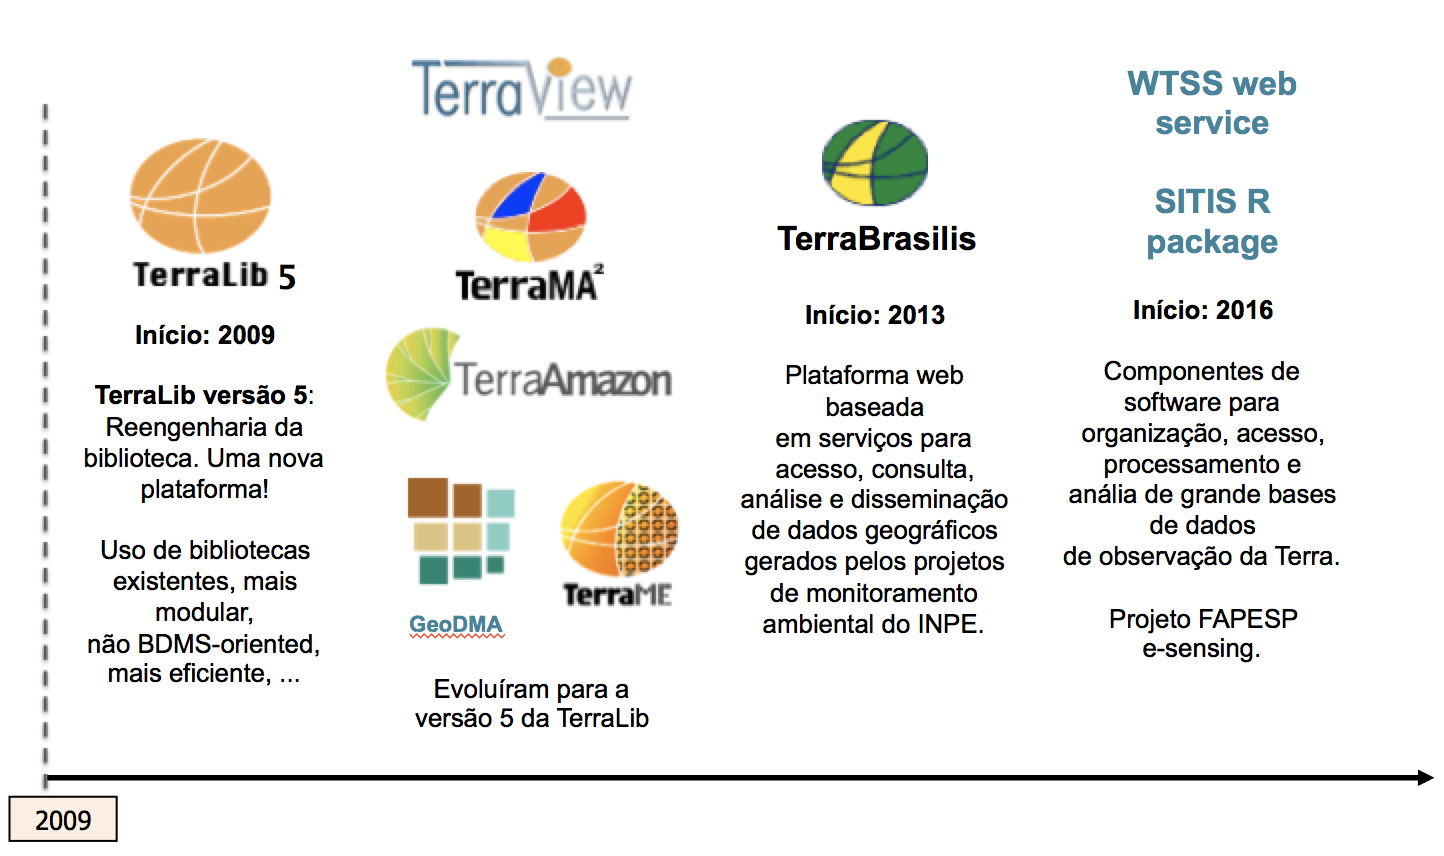 TerraLib 5
Início: 2009
TerraLib versão 5:
Reengenharia da
biblioteca. Uma nova
plataforma!
Uso de bibliotecas
existentes, mais
modular,
não BDMS-oriented,
mais eficiente, ...
TerraView
TerraMA²
TerraAmazon
GeoDMA
TerraME
Evoluíram para a
versão 5 da TerraLib
TerraBrasilis
Início: 2013
Plataforma web
baseada
em serviços para
acesso, consulta,
análise e disseminação
de dados geográficos
gerados pelos projetos
de monitoramento
ambiental do INPE.
WTSS web
service
SITIS R
package
Início: 2016
Componentes de
software para
organização, acesso,
processamento e
anália de grande bases
de dados
de observação da Terra.
Projeto FAPESP
e-sensing.
2009